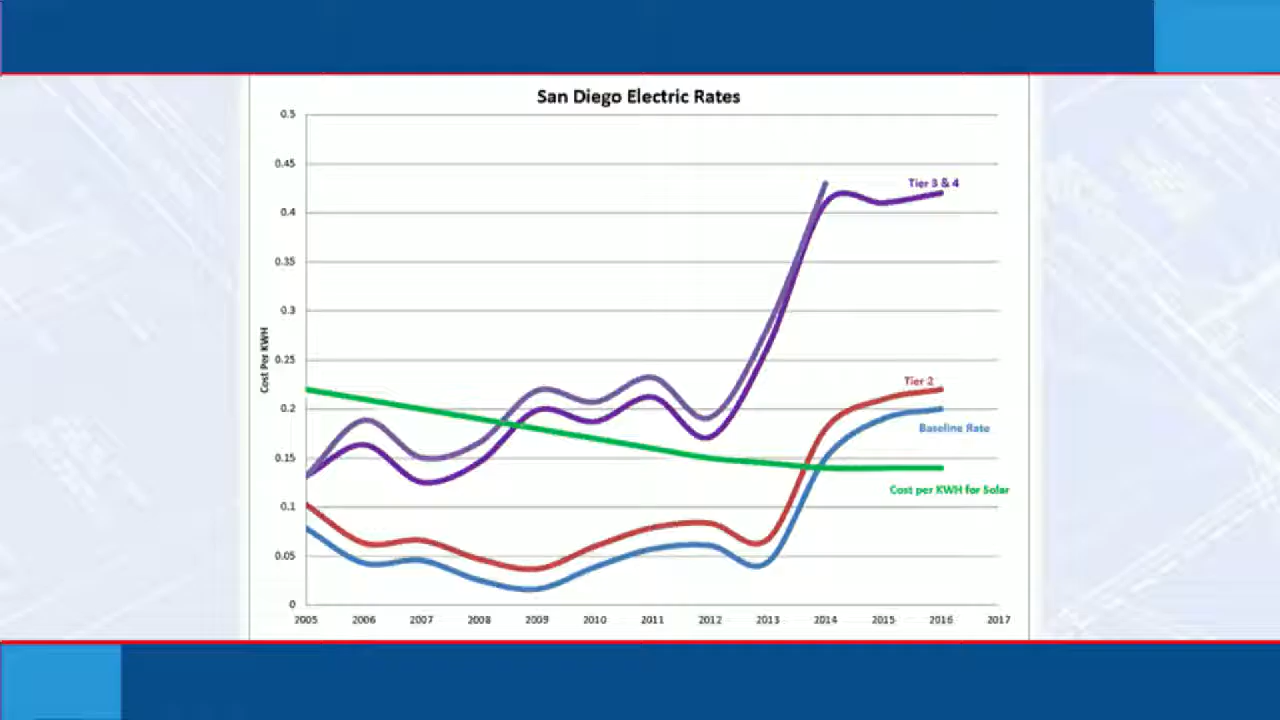 San Diego Electric Rates
0.5
0.45
0.4
0.35
0.3
0.25
0.2
0.15
0.1
0.05
0
Cost Per KWH
Tier 3 & 4
Tier 2
Baseline Rate
Cost per KWH for Solar
2005 2006 2007 2008 2009 2010 2011 2012 2013 2014 2015 2016 2017